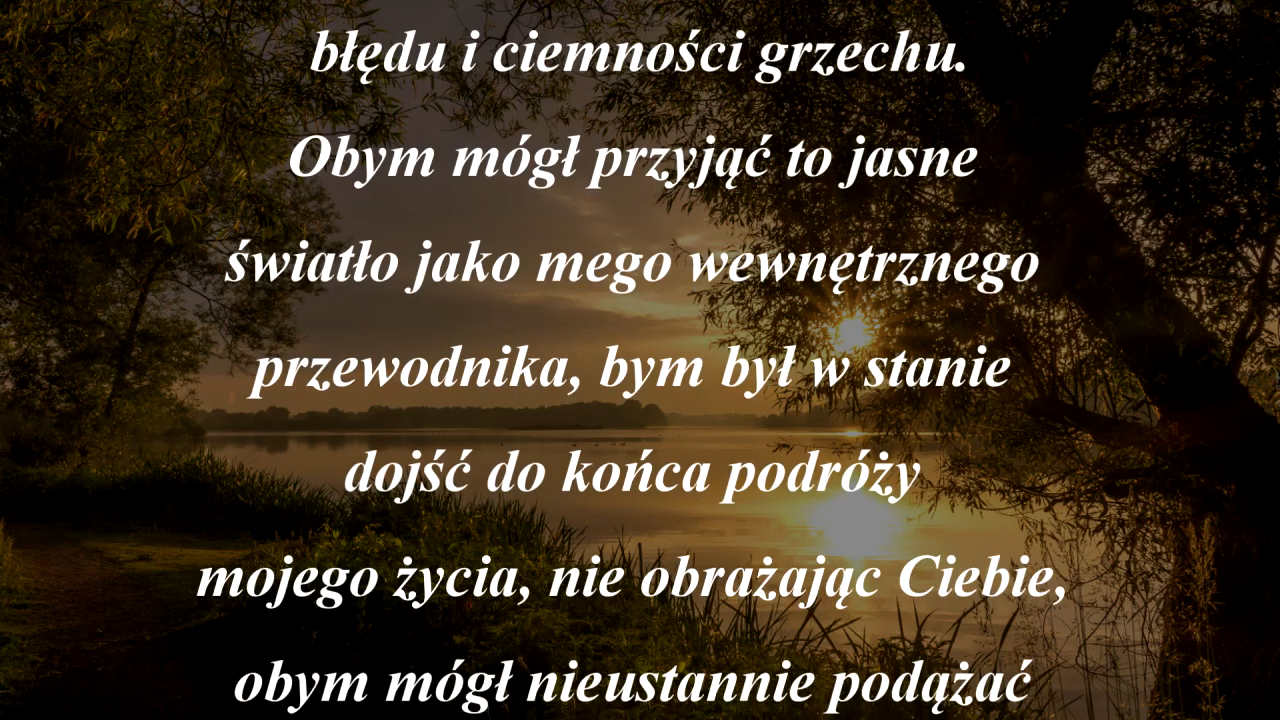 błędu i ciemności grzechu.
Obym mógł przyjąć to jasne
światło jako mego wewnętrznego
przewodnika, bym był w stanie
dojść do końca podróży
mojego życia, nie obrażając Ciebie,
obym mógł nieustannie podążać